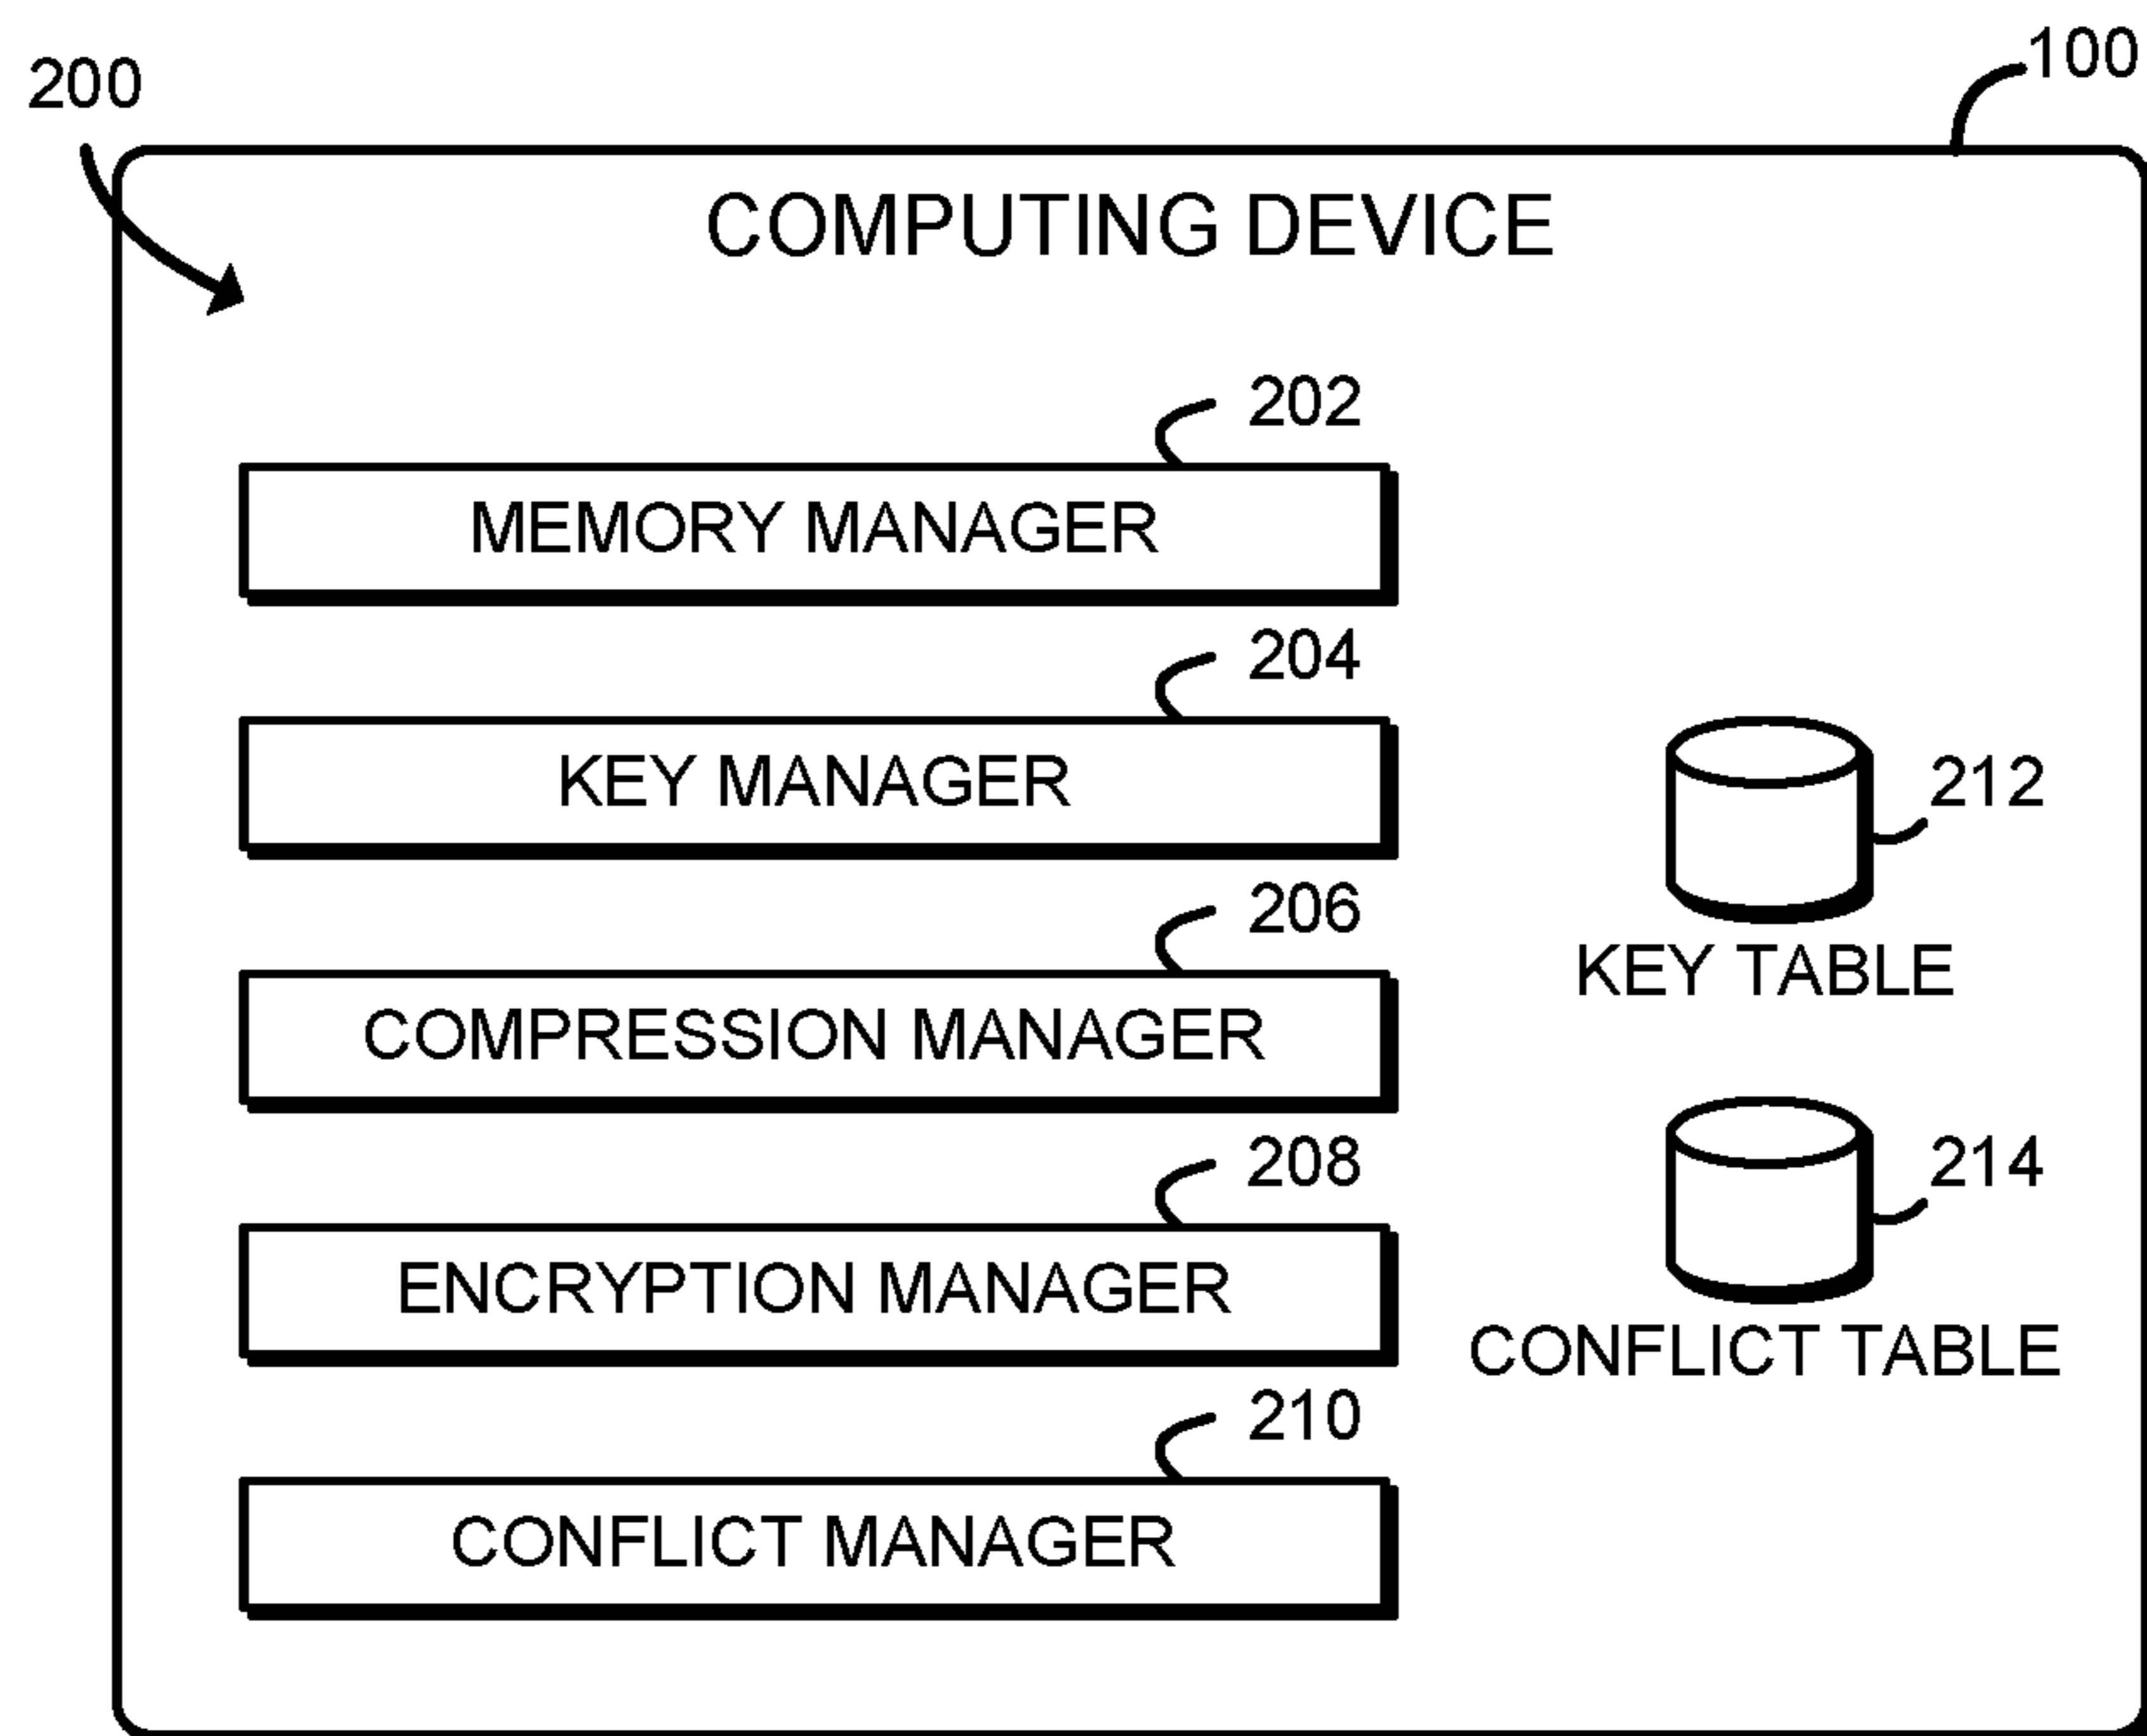 200
100
COMPUTING DEVICE
202
MEMORY MANAGER
204
KEY MANAGER
206
COMPRESSION MANAGER
208
ENCRYPTION MANAGER
210
CONFLICT MANAGER
212
KEY TABLE
214
CONFLICT TABLE